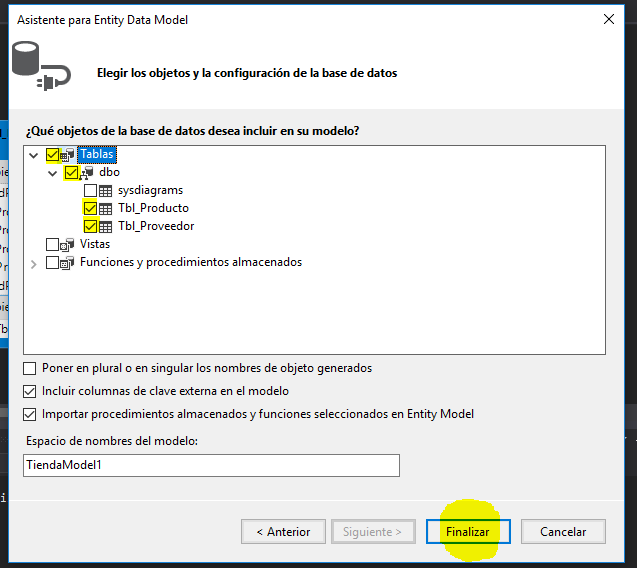 Asistente para Entity Data Model
Elegir los objetos y la configuración de la base de datos
¿Qué objetos de la base de datos desea incluir en su modelo?
Tablas
dbo
sysdiagrams
Tbl_Producto
Tbl_Proveedor
Vistas
Funciones y procedimientos almacenados
Poner en plural o en singular los nombres de objeto generados
Incluir columnas de clave externa en el modelo
Importar procedimientos almacenados y funciones seleccionados en Entity Model
Espacio de nombres del modelo:
TiendaModel1
< Anterior
Siguiente >
Finalizar
Cancelar